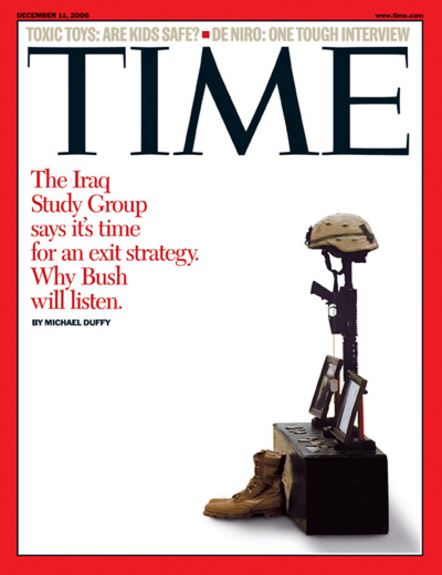 DECEMBER 11, 2006 www.time.com
TOXIC TOYS: ARE KIDS SAFE? ■ DE NIRO: ONE TOUGH INTERVIEW
TIME
The Iraq
Study Group
says it's time
for an exit strategy.
Why Bush
will listen.
BY MICHAEL DUFFY